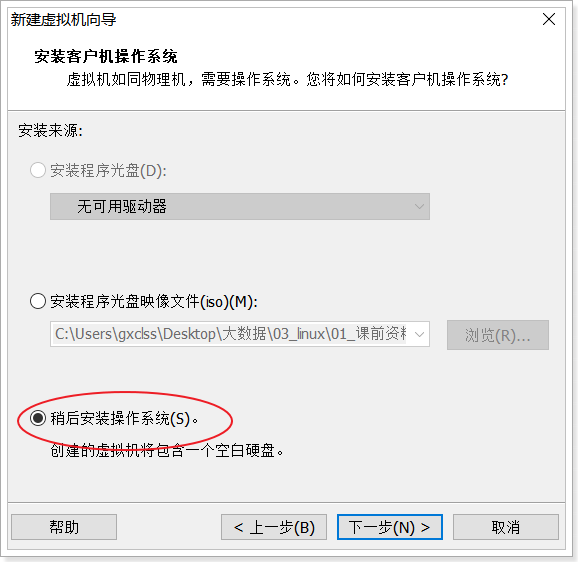 新建虚拟机向导
安装客户机操作系统
虚拟机如同物理机，需要操作系统。您将如何安装客户机操作系统?
安装来源:
安装程序光盘(D):
无可用驱动器
安装程序光盘映像文件(iso)(M):
C:\Users\gxclss\Desktop\大数据\03_linux\01_课前资料
浏览(R)...
稍后安装操作系统(S)。
创建的虚拟机将包含一个空白硬盘。
帮助
< 上一步(B)
下一步(N) >
取消